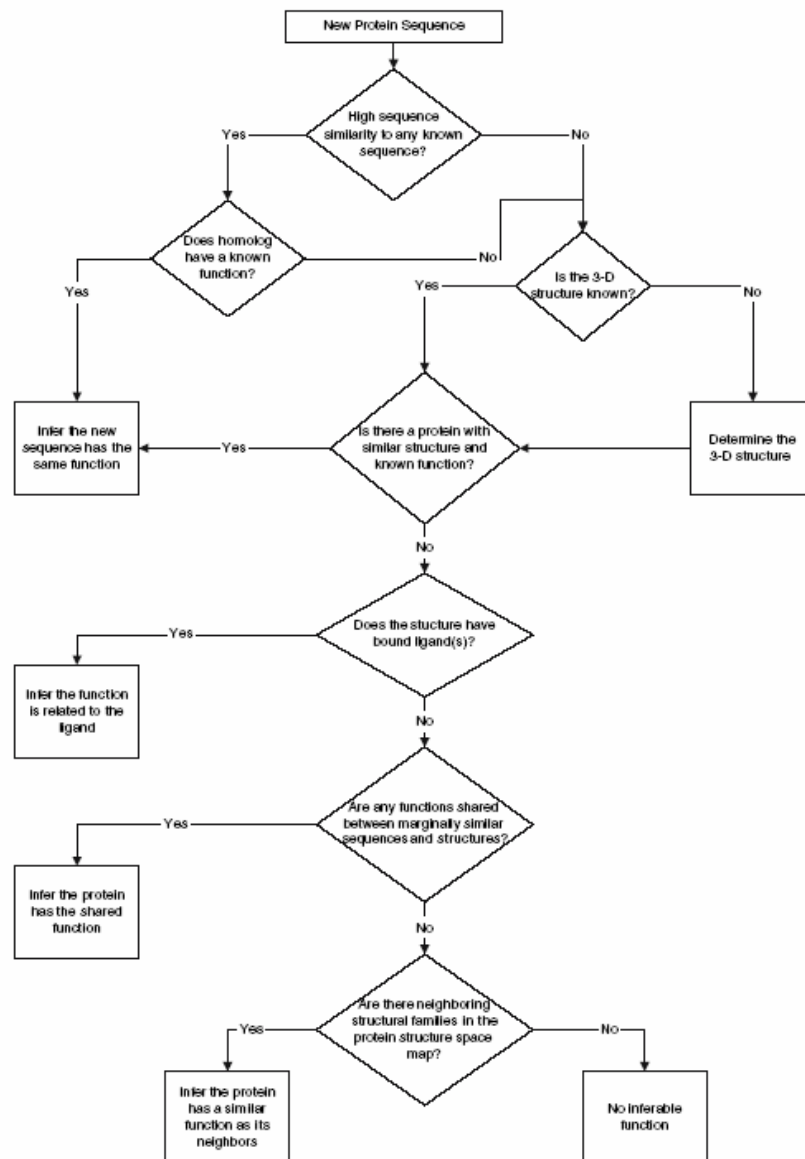 New Protein Sequence
High sequence
similarity to any known
sequence?
Yes
No
Does homolog
have a known
function?
No
Is the 3-D
structure known?
Yes
Yes
No
Infer the new
sequence has the
same function
Yes
Is there a protein with
similar structure and
known function?
Determine the
3-D structure
No
Does the stucture have
bound ligand(s)?
Yes
Infer the function
is related to the
ligand
No
Are any functions shared
between marginally similar
sequences and structures?
Yes
Infer the protein
has the shared
function
No
Are there neighboring
structural families in the
protein structure space
map?
Yes
No
Infer the protein
has a similar
function as its
neighbors
No inferable
function